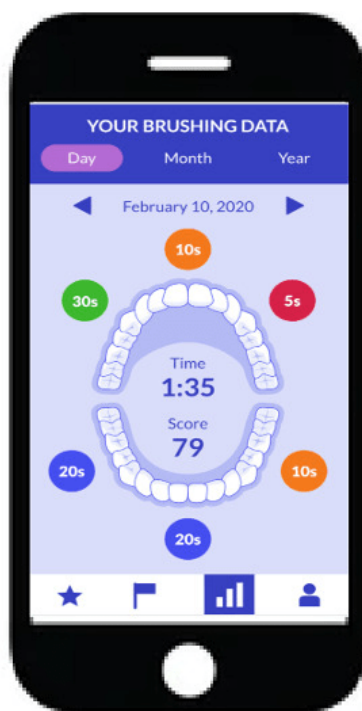 YOUR BRUSHING DATA
Day Month Year
February 10, 2020
10s
30s 5s
Time
1:35
Score
79
20s 10s
20s